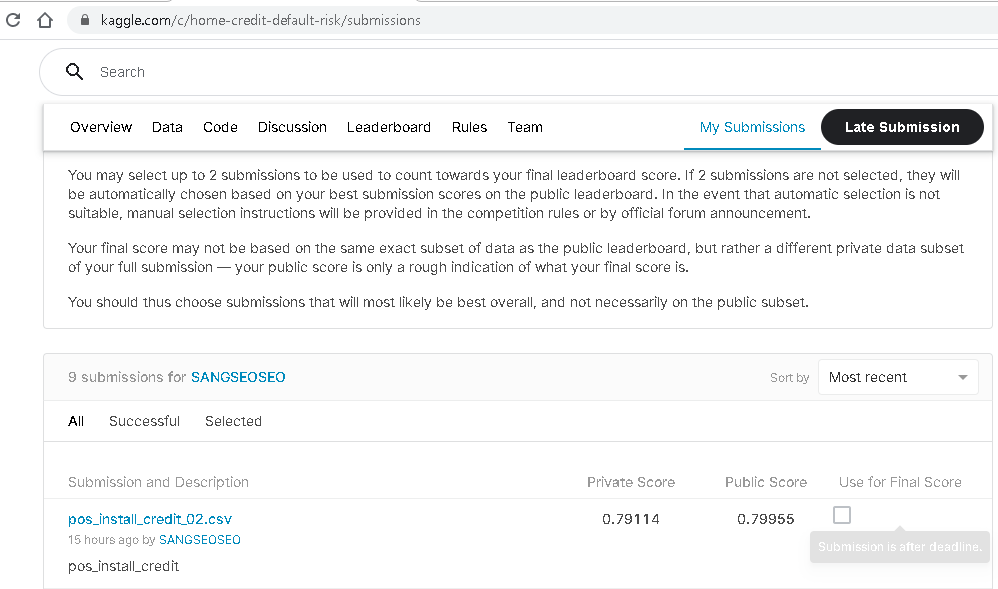 kaggle.com/c/home-credit-default-risk/submissions
Search
Overview Data Code Discussion Leaderboard Rules Team My Submissions Late Submission
You may select up to 2 submissions to be used to count towards your final leaderboard score. If 2 submissions are not selected, they will
be automatically chosen based on your best submission scores on the public leaderboard. In the event that automatic selection is not
suitable, manual selection instructions will be provided in the competition rules or by official forum announcement.
Your final score may not be based on the same exact subset of data as the public leaderboard, but rather a different private data subset
of your full submission — your public score is only a rough indication of what your final score is.
You should thus choose submissions that will most likely be best overall, and not necessarily on the public subset.
9 submissions for SANGSEOSEO Sort by Most recent
All Successful Selected
Submission and Description Private Score Public Score Use for Final Score
pos_install_credit_02.csv 0.79114 0.79955
15 hours ago by SANGSEOSEO Submission is after deadline.
pos_install_credit